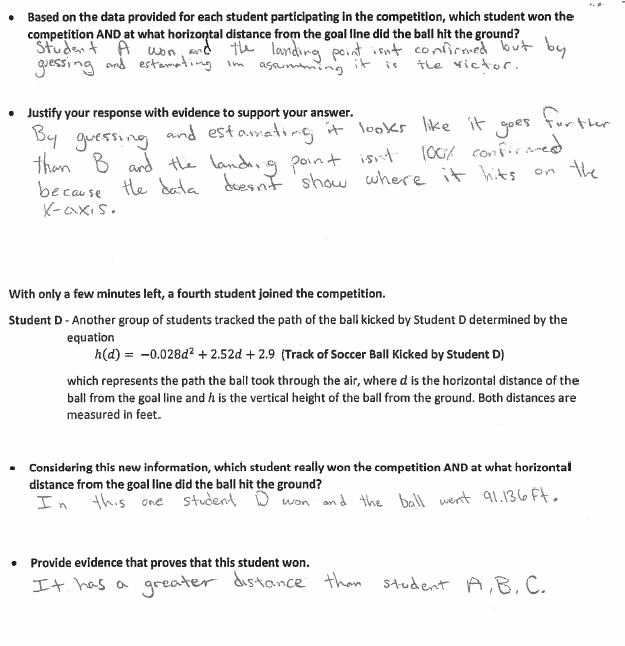 • Based on the data provided for each student participating in the competition, which student won the
competition AND at what horizontal distance from the goal line did the ball hit the ground?
Student A won, and the landing point isnt confirmed but by
guessing and estamating im assumming it is the victor.
• Justify your response with evidence to support your answer.
By guessing and estamating it looks like it goes further
than B and the landing point isnt 100% confirmed
because the data doesnt show where it hits on the
X-axis.
With only a few minutes left, a fourth student joined the competition.
Student D - Another group of students tracked the path of the ball kicked by Student D determined by the
equation
h(d) = −0.028d² + 2.52d + 2.9 (Track of Soccer Ball Kicked by Student D)
which represents the path the ball took through the air, where d is the horizontal distance of the
ball from the goal line and h is the vertical height of the ball from the ground. Both distances are
measured in feet.
• Considering this new information, which student really won the competition AND at what horizontal
distance from the goal line did the ball hit the ground?
In this one student D won and the ball went 91.136 Ft.
• Provide evidence that proves that this student won.
It has a greater distance than student A, B, C.